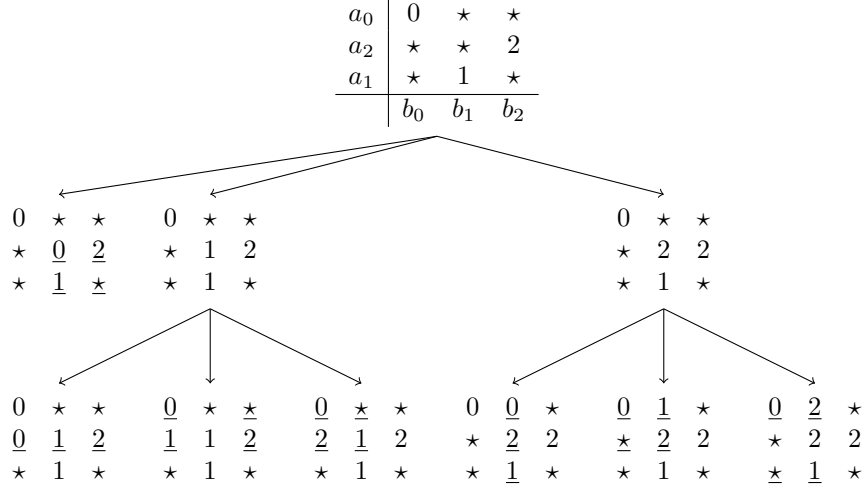 a₀ 0 ⋆ ⋆
a₂ ⋆ ⋆ 2
a₁ ⋆ 1 ⋆
b₀ b₁ b₂
0 ⋆ ⋆ 0 ⋆ ⋆ 0 ⋆ ⋆
⋆ 0 2 ⋆ 1 2 ⋆ 2 2
⋆ 1 ⋆ ⋆ 1 ⋆ ⋆ 1 ⋆
0 ⋆ ⋆ 0 ⋆ ⋆ 0 ⋆ ⋆ 0 0 ⋆ 0 1 ⋆ 0 2 ⋆
0 1 2 1 1 2 2 1 2 ⋆ 2 2 ⋆ 2 2 ⋆ 2 2
⋆ 1 ⋆ ⋆ 1 ⋆ ⋆ 1 ⋆ ⋆ 1 ⋆ ⋆ 1 ⋆ ⋆ 1 ⋆